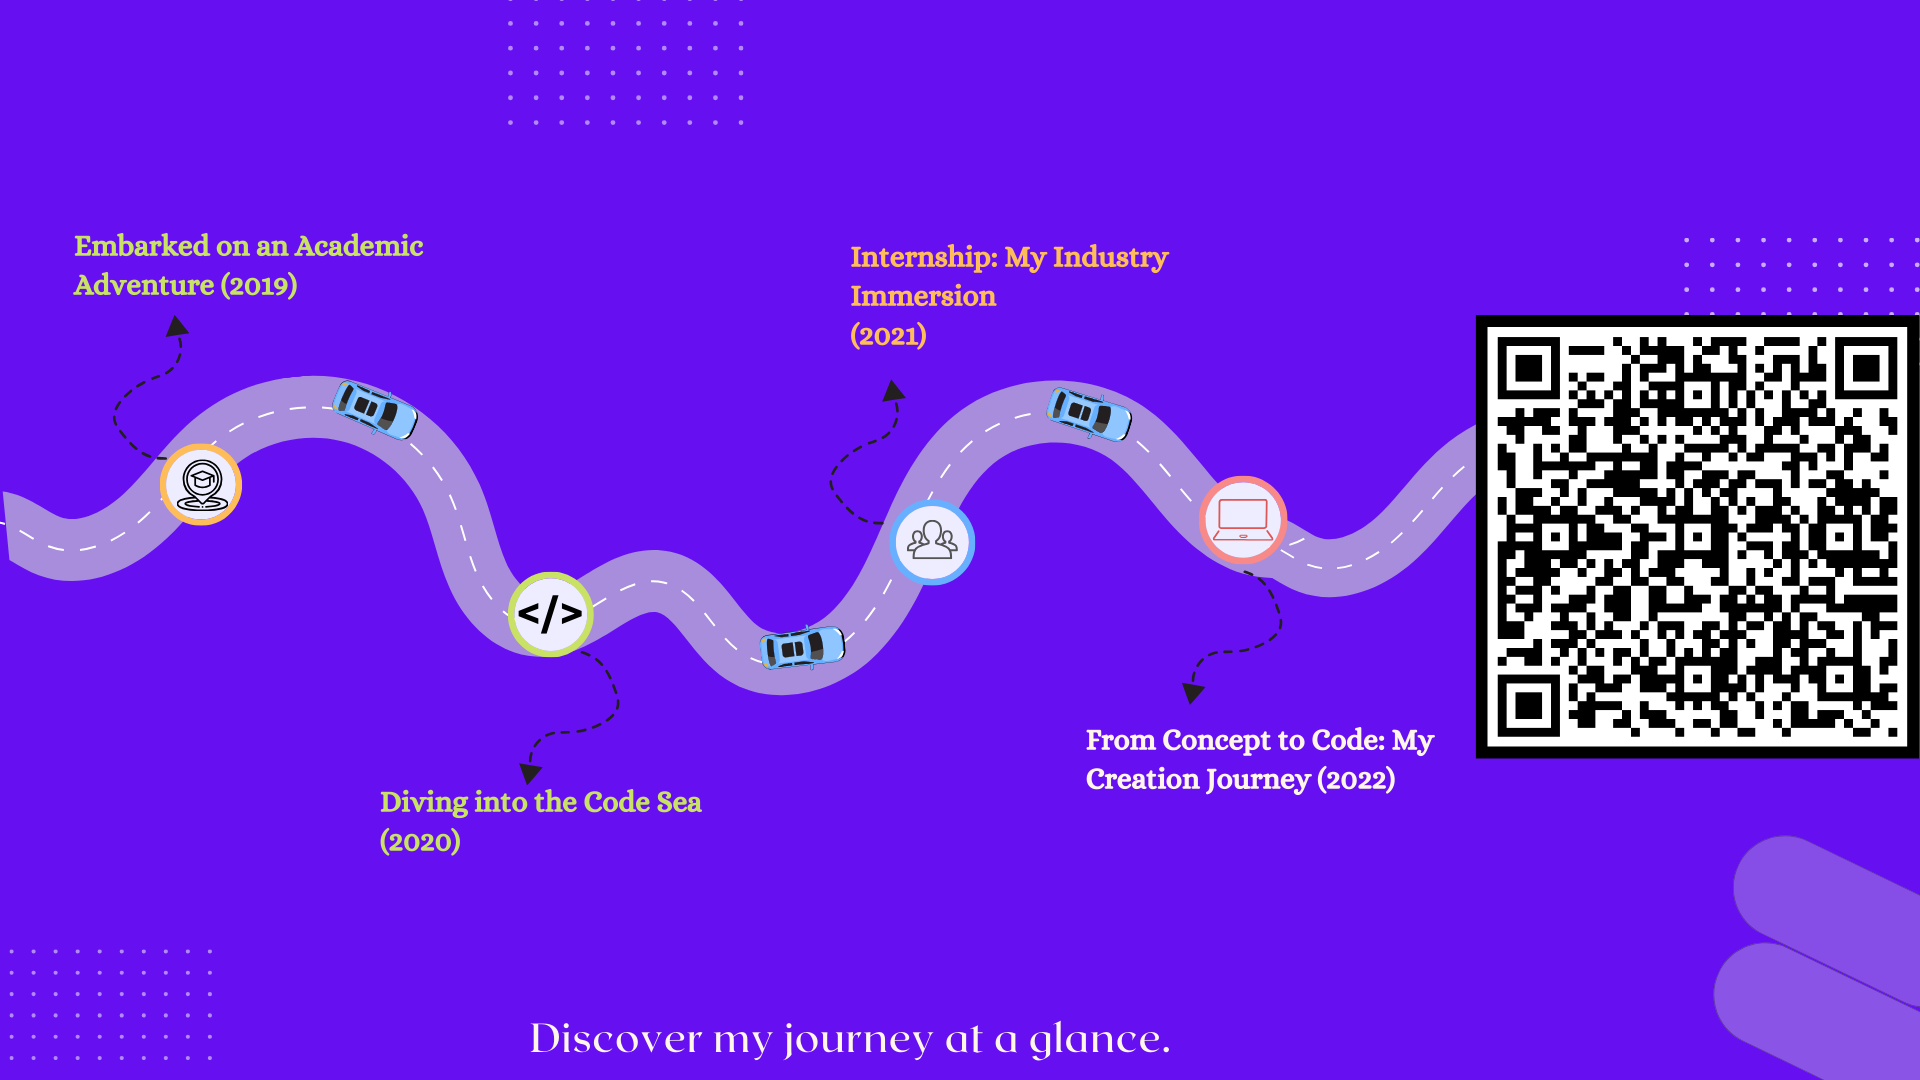 Embarked on an Academic
Adventure (2019)
Internship: My Industry
Immersion
(2021)
</>
From Concept to Code: My
Creation Journey (2022)
Diving into the Code Sea
(2020)
Discover my journey at a glance.